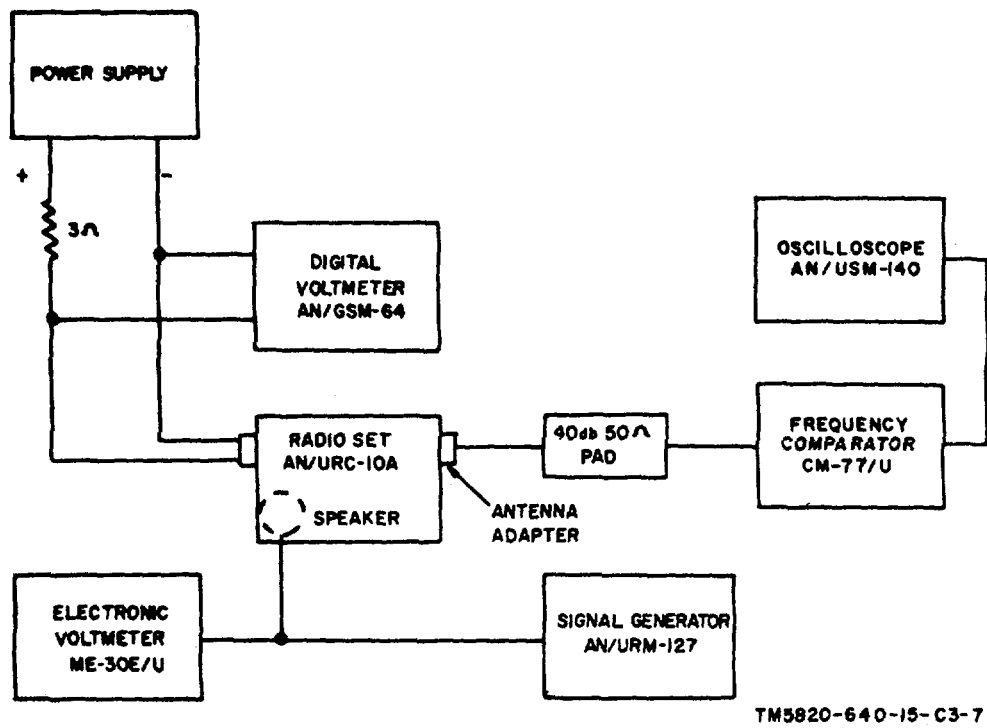 POWER SUPPLY
+
-
3Ω
DIGITAL
VOLTMETER
AN/GSM-64
OSCILLOSCOPE
AN/USM-140
RADIO SET
AN/URC-10A
SPEAKER
ANTENNA
ADAPTER
40db 50Ω
PAD
FREQUENCY
COMPARATOR
CM-77/U
ELECTRONIC
VOLTMETER
ME-30E/U
SIGNAL GENERATOR
AN/URM-127
TM5820-640-15-C3-7